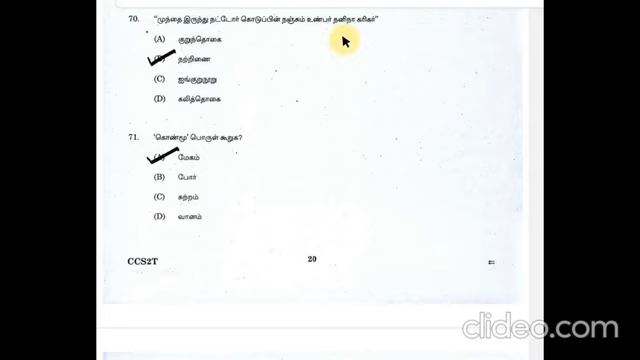 70. "முந்தை இருந்து நட்டோர் கொடுப்பின் நஞ்சும் உண்பர் நனிநா கரிகர்"
(A) குறுந்தொகை
(B) நற்றிணை
(C) ஐங்குறுநூறு
(D) கலித்தொகை
71. 'கொண்மூ' பொருள் கூறுக?
(A) மேகம்
(B) போர்
(C) சுற்றம்
(D) வானம்
CCS2T 20
clideo.com